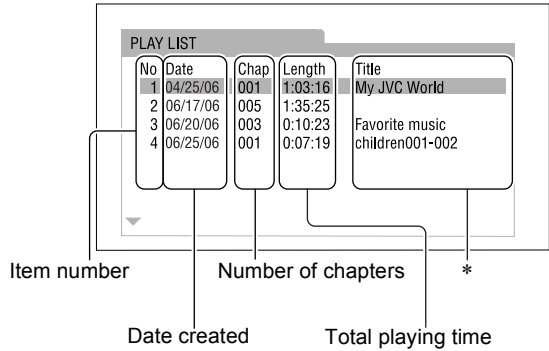 PLAY LIST
No Date Chap Length Title
1 04/25/06 001 1:03:16 My JVC World
2 06/17/06 005 1:35:25
3 06/20/06 003 0:10:23 Favorite music
4 06/25/06 001 0:07:19 children001-002
Item number Number of chapters *
Date created Total playing time